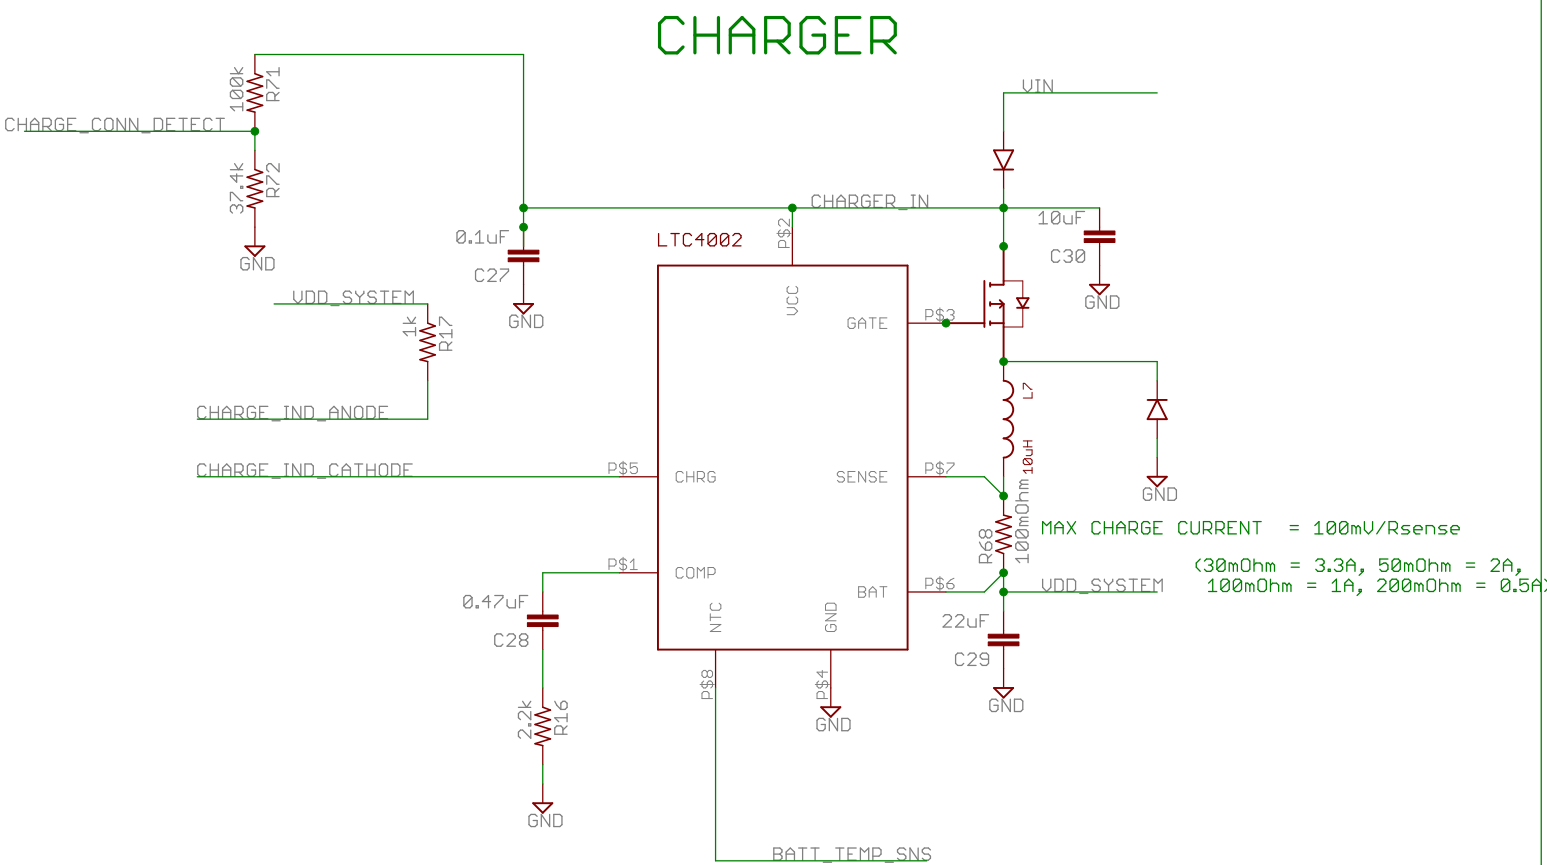 CHARGER
100k
R71
CHARGE_CONN_DETECT
37.4k
R72
GND
VIN
CHARGER_IN
10uF
C30
GND
0.1uF
C27
GND
LTC4002
P$2
VCC
GATE
P$3
VDD_SYSTEM
1k
R17
CHARGE_IND_ANODE
L7
10uH
CHARGE_IND_CATHODE
P$5
CHRG
SENSE
P$7
GND
R68
100mOhm
MAX CHARGE CURRENT = 100mV/Rsense
(30mOhm = 3.3A, 50mOhm = 2A,
100mOhm = 1A, 200mOhm = 0.5A)
P$1
COMP
BAT
P$6
VDD_SYSTEM
0.47uF
C28
NTC
GND
22uF
C29
GND
P$8
P$4
GND
2.2k
R16
GND
BATT_TEMP_SNS